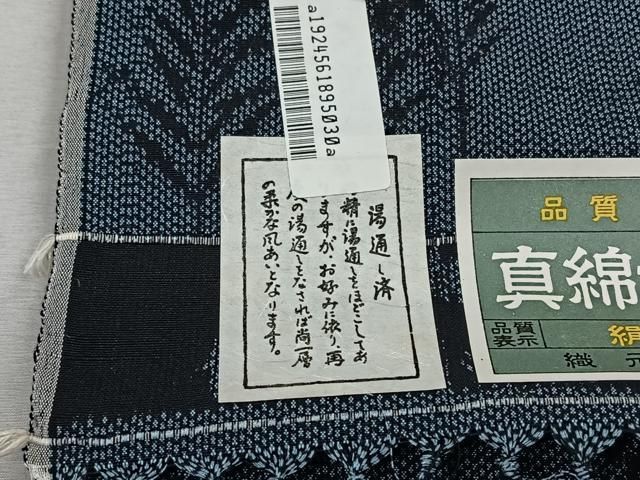 a1924561895030a
湯通し済
精に湯通しをほどこしてあ
ますが、お好みに依り、再
の湯通しをなされば尚一層
の柔かな風あいとなります。
品質
真綿
品質
表示
絹
織元